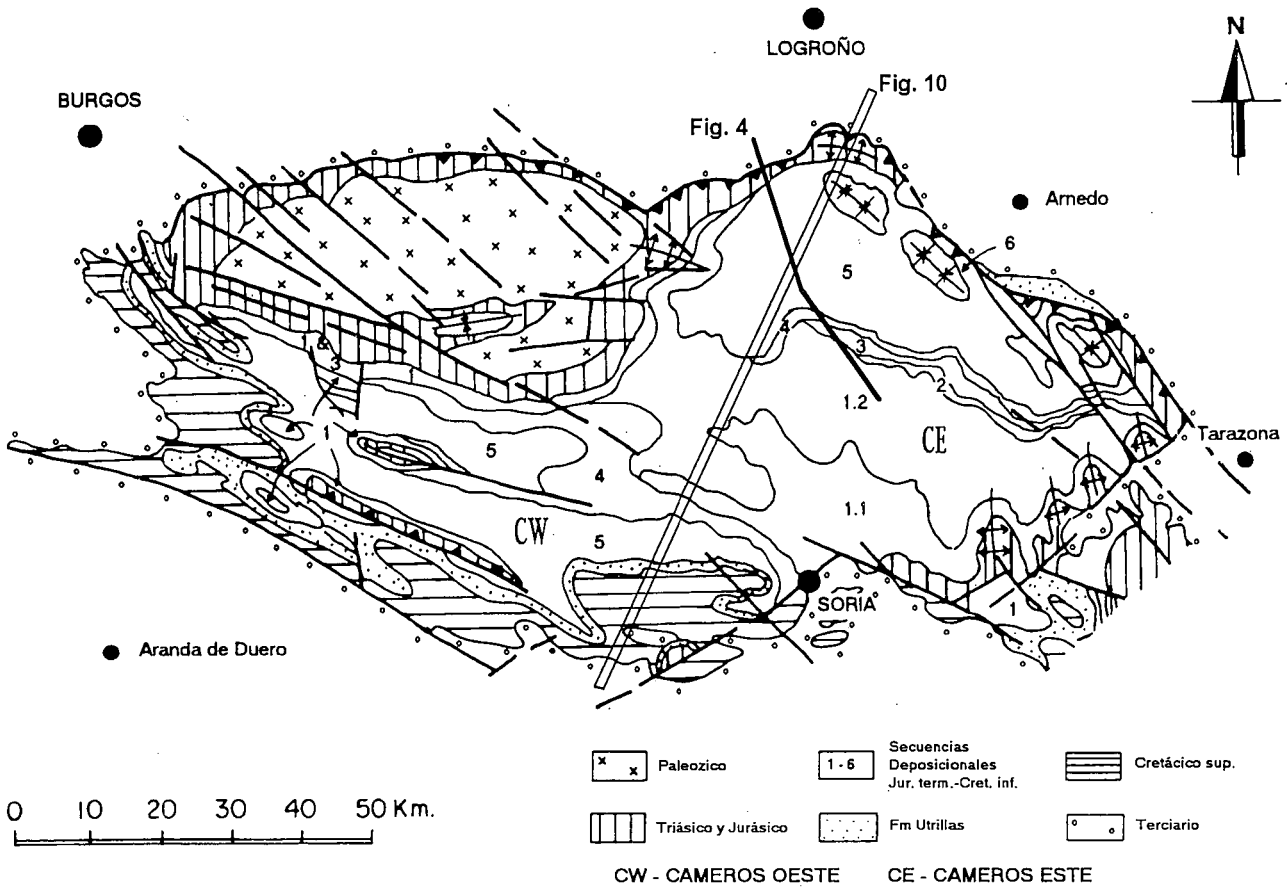 LOGROÑO
N
BURGOS
Fig. 10
Fig. 4
Arnedo
6
5
4
3
1 & 3
2
1.2
1
5
4
CE
Tarazona
1.1
CW
5
SORIA
1
Aranda de Duero
Paleozico
1 - 6
Secuencias
Deposicionales
Jur. term.-Cret. inf.
Cretácico sup.
0 10 20 30 40 50 Km.
Triásico y Jurásico
Fm Utrillas
Terciario
CW - CAMEROS OESTE CE - CAMEROS ESTE